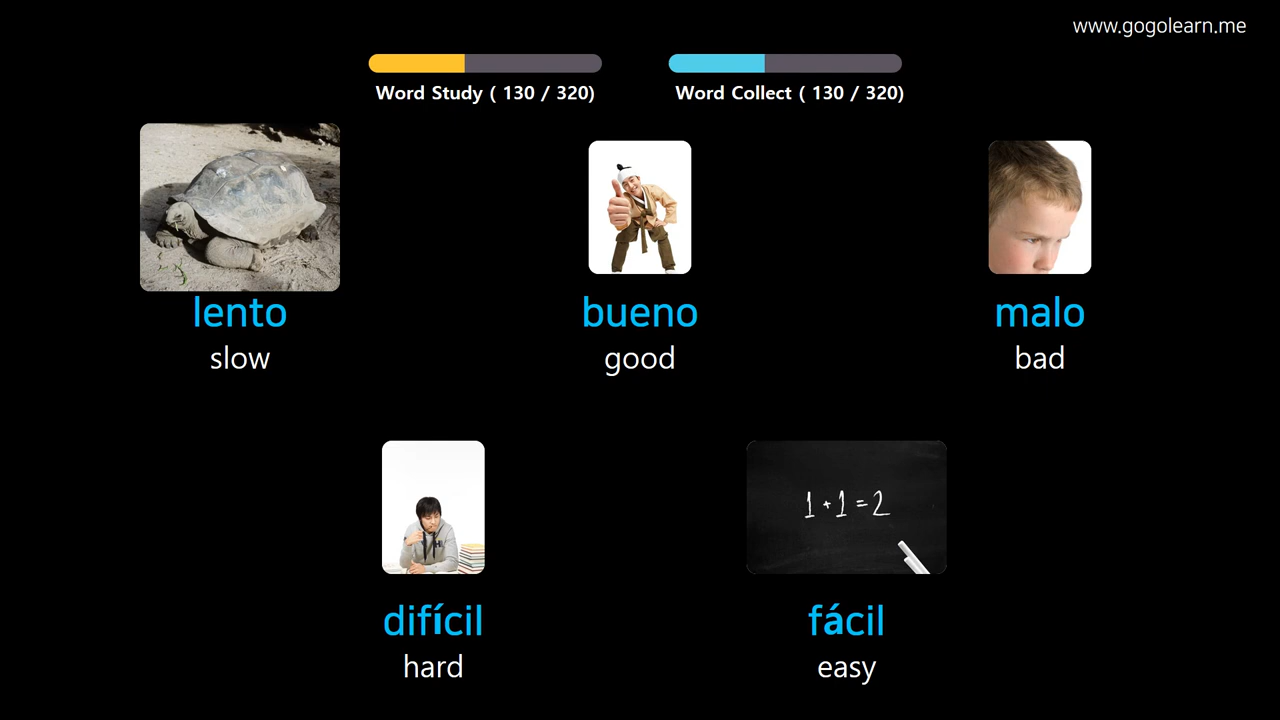 www.gogolearn.me
Word Study ( 130 / 320)
Word Collect ( 130 / 320)
lento
slow
bueno
good
malo
bad
1+1=2
difícil
hard
fácil
easy